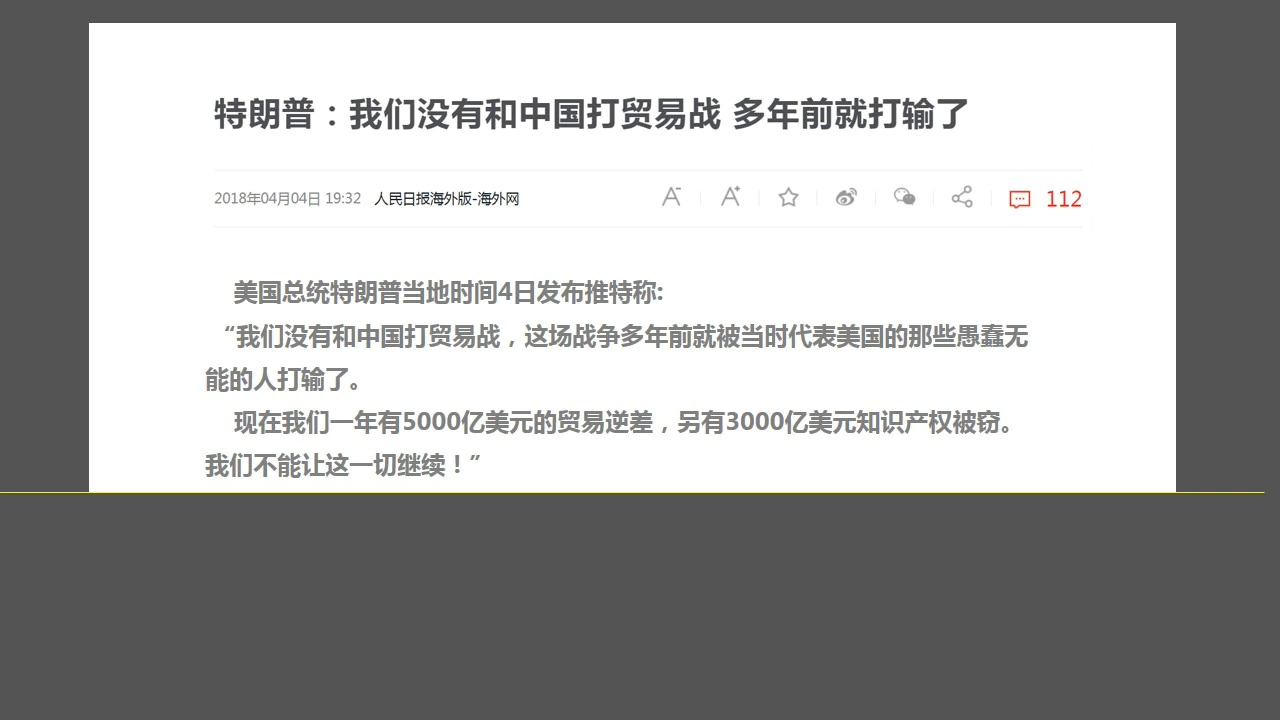 特朗普：我们没有和中国打贸易战 多年前就打输了
2018年04月04日 19:32 人民日报海外版-海外网 A- A+ 112
美国总统特朗普当地时间4日发布推特称:
“我们没有和中国打贸易战，这场战争多年前就被当时代表美国的那些愚蠢无
能的人打输了。
现在我们一年有5000亿美元的贸易逆差，另有3000亿美元知识产权被窃。
我们不能让这一切继续！”